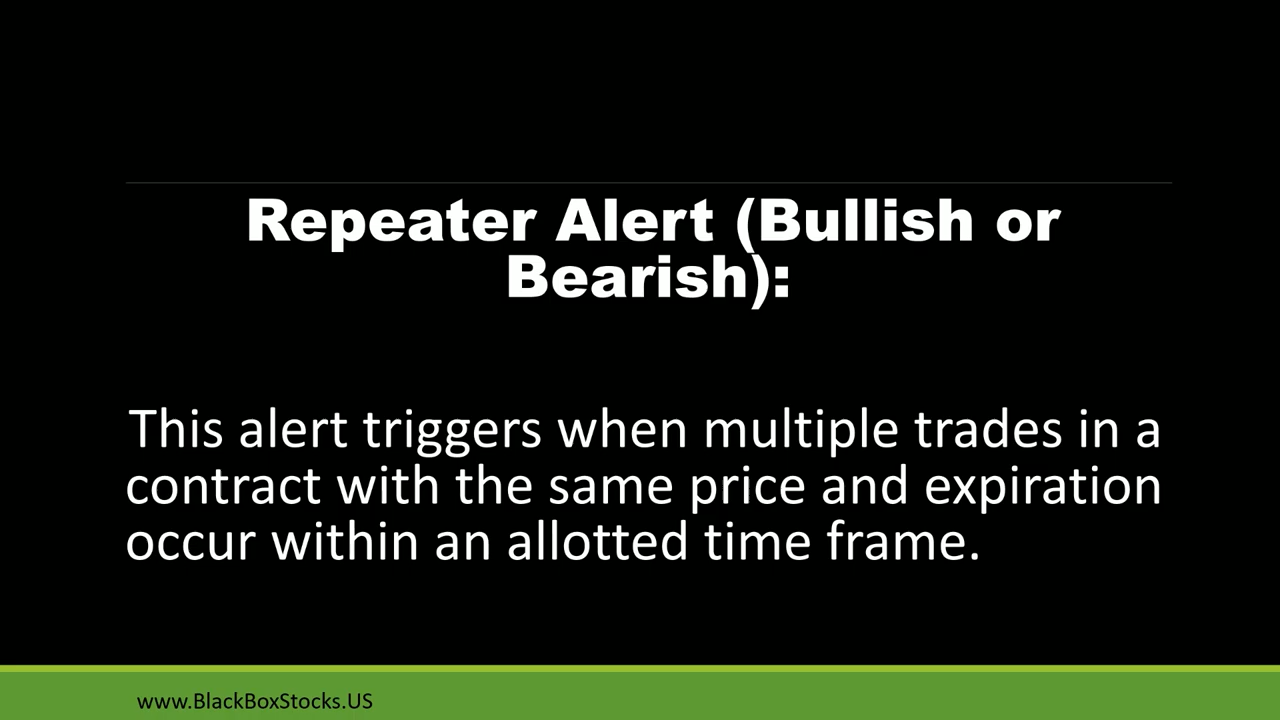 Repeater Alert (Bullish or
Bearish):
This alert triggers when multiple trades in a
contract with the same price and expiration
occur within an allotted time frame.
www.BlackBoxStocks.US